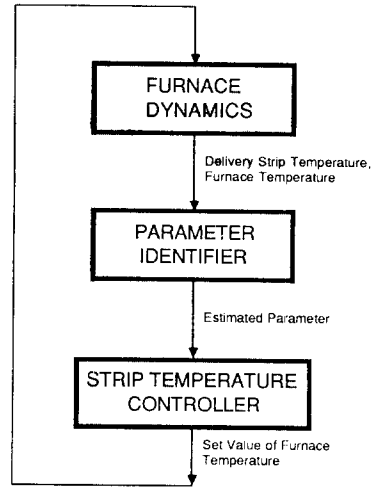 FURNACE
DYNAMICS
Delivery Strip Temperature,
Furnace Temperature
PARAMETER
IDENTIFIER
Estimated Parameter
STRIP TEMPERATURE
CONTROLLER
Set Value of Furnace
Temperature